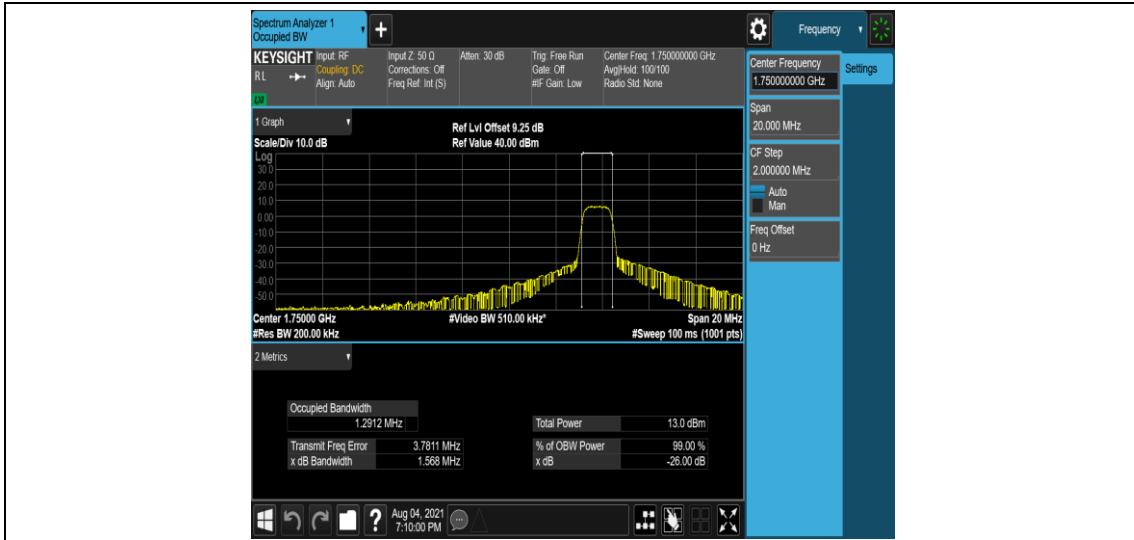 Spectrum Analyzer 1
Occupied BW
+
Frequency
KEYSIGHT
RL
Input: RF
Coupling: DC
Align: Auto
Input Z: 50 Ω
Corrections: Off
Freq Ref: Int (S)
Atten: 30 dB
Trig: Free Run
Gate: Off
#IF Gain: Low
Center Freq: 1.750000000 GHz
Avg|Hold: 100/100
Radio Std: None
Center Frequency
1.750000000 GHz
Settings
Span
20.000 MHz
CF Step
2.000000 MHz
Auto
Man
Freq Offset
0 Hz
1 Graph
Scale/Div 10.0 dB
Ref Lvl Offset 9.25 dB
Ref Value 40.00 dBm
Log
30.0
20.0
10.0
0.00
-10.0
-20.0
-30.0
-40.0
-50.0
Center 1.75000 GHz
#Video BW 510.00 kHz*
Span 20 MHz
#Res BW 200.00 kHz
#Sweep 100 ms (1001 pts)
2 Metrics
Occupied Bandwidth
1.2912 MHz
Total Power 13.0 dBm
Transmit Freq Error 3.7811 MHz
% of OBW Power 99.00 %
x dB Bandwidth 1.568 MHz
x dB -26.00 dB
?
Aug 04, 2021
7:10:00 PM